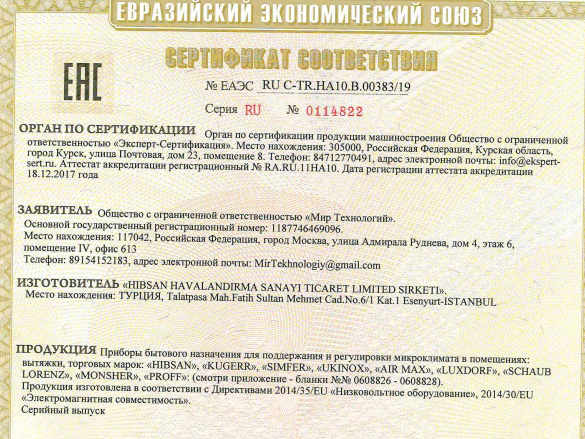 ЕВРАЗИЙСКИЙ ЭКОНОМИЧЕСКИЙ СОЮЗ
СЕРТИФИКАТ СООТВЕТСТВИЯ
EAC
№ ЕАЭС RU C-TR.HA10.B.00383/19
Серия RU № 0114822
ОРГАН ПО СЕРТИФИКАЦИИ Орган по сертификации продукции машиностроения Общество с ограниченной
ответственностью «Эксперт-Сертификация». Место нахождения: 305000, Российская Федерация, Курская область,
город Курск, улица Почтовая, дом 23, помещение 8. Телефон: 84712770491, адрес электронной почты: info@ekspert-
sert.ru. Аттестат аккредитации регистрационный № RA.RU.11HA10. Дата регистрации аттестата аккредитации
18.12.2017 года
ЗАЯВИТЕЛЬ Общество с ограниченной ответственностью «Мир Технологий».
Основной государственный регистрационный номер: 1187746469096.
Место нахождения: 117042, Российская Федерация, город Москва, улица Адмирала Руднева, дом 4, этаж 6,
помещение IV, офис 613
Телефон: 89154152183, адрес электронной почты: MirTekhnologiy@gmail.com
ИЗГОТОВИТЕЛЬ «HIBSAN HAVALANDIRMA SANAYI TICARET LIMITED SIRKETI».
Место нахождения: ТУРЦИЯ, Talatpasa Mah.Fatih Sultan Mehmet Cad.No.6/1 Kat.1 Esenyurt-ISTANBUL
ПРОДУКЦИЯ Приборы бытового назначения для поддержания и регулировки микроклимата в помещениях:
вытяжки, торговых марок: «HIBSAN», «KUGERR», «SIMFER», «UKINOX», «AIR MAX», «LUXDORF», «SCHAUB
LORENZ», «MONSHER», «PROFF»: (смотри приложение - бланки №№ 0608826 - 0608828).
Продукция изготовлена в соответствии с Директивами 2014/35/EU «Низковольтное оборудование», 2014/30/EU
«Электромагнитная совместимость».
Серийный выпуск